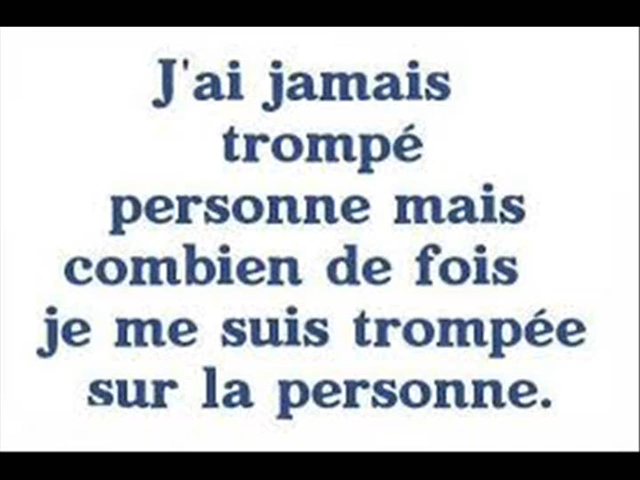 J'ai jamais
trompé
personne mais
combien de fois
je me suis trompée
sur la personne.